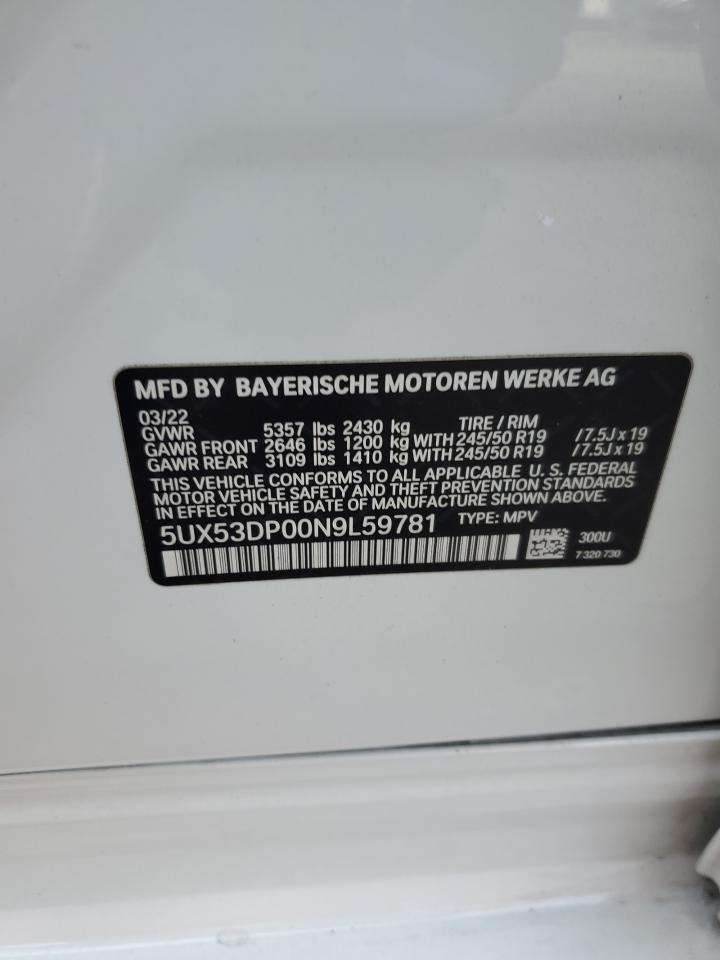 MFD BY BAYERISCHE MOTOREN WERKE AG
03/22 TIRE / RIM
GVWR 5357 lbs 2430 kg
GAWR FRONT 2646 lbs 1200 kg WITH 245/50 R19 /7.5J x 19
GAWR REAR 3109 lbs 1410 kg WITH 245/50 R19 /7.5J x 19
THIS VEHICLE CONFORMS TO ALL APPLICABLE U. S. FEDERAL
MOTOR VEHICLE SAFETY AND THEFT PREVENTION STANDARDS
IN EFFECT ON THE DATE OF MANUFACTURE SHOWN ABOVE.
5UX53DP00N9L59781 TYPE: MPV
300U
7 320 730